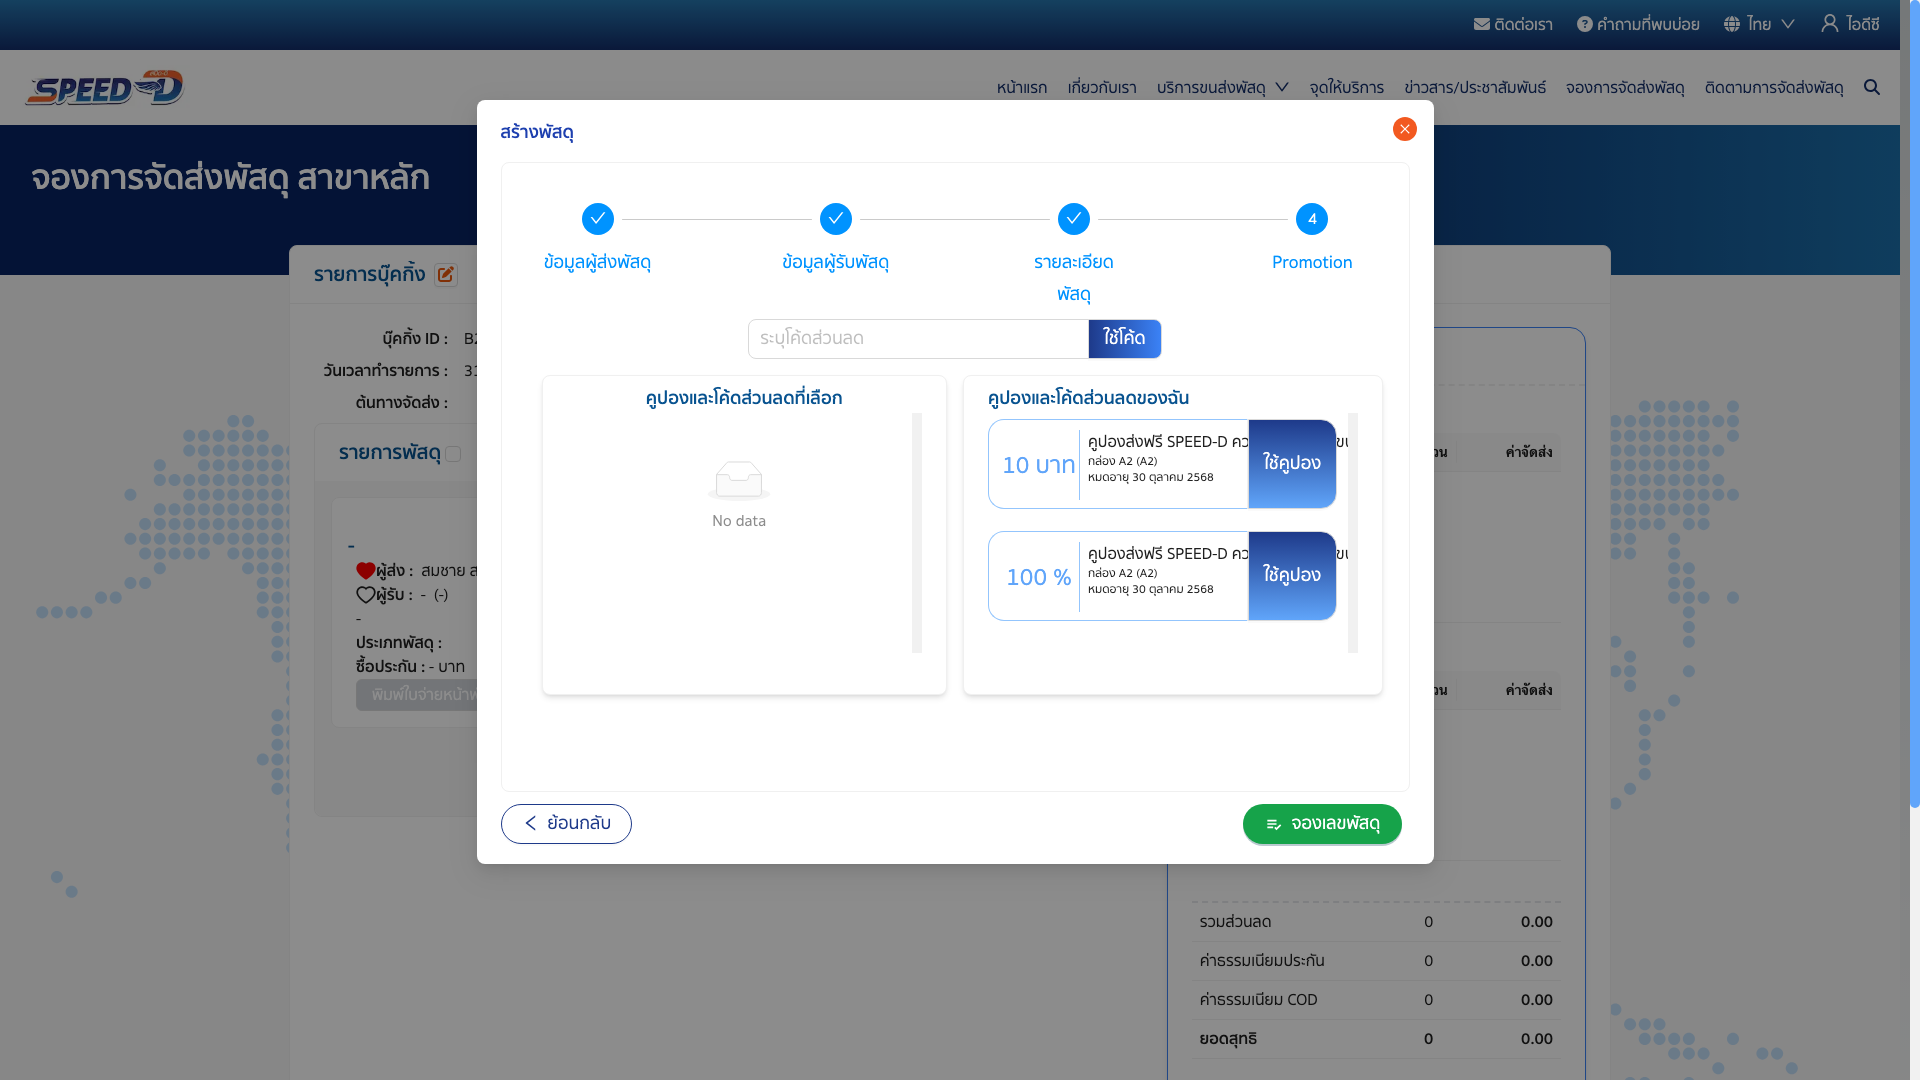 ติดต่อเรา คำถามที่พบบ่อย ไทย ไอดีซี
SPEED-D
หน้าแรก เกี่ยวกับเรา บริการขนส่งพัสดุ จุดให้บริการ ข่าวสาร/ประชาสัมพันธ์ จองการจัดส่งพัสดุ ติดตามการจัดส่งพัสดุ
จองการจัดส่งพัสดุ สาขาหลัก
รายการบุ๊คกิ้ง
บุ๊คกิ้ง ID :
วันเวลาทำรายการ : 31
ต้นทางจัดส่ง :
รายการพัสดุ
-
ผู้ส่ง : สมชาย
ผู้รับ : - (-)
-
ประเภทพัสดุ :
ซื้อประกัน : - บาท
พิมพ์ใบจ่ายหน้า
สร้างพัสดุ
ข้อมูลผู้ส่งพัสดุ
ข้อมูลผู้รับพัสดุ
รายละเอียด
พัสดุ
4
Promotion
ระบุโค้ดส่วนลด
ใช้โค้ด
คูปองและโค้ดส่วนลดที่เลือก
No data
คูปองและโค้ดส่วนลดของฉัน
10 บาท
คูปองส่งฟรี SPEED-D
กล่อง A2 (A2)
หมดอายุ 30 ตุลาคม 2568
ใช้คูปอง
100 %
คูปองส่งฟรี SPEED-D
กล่อง A2 (A2)
หมดอายุ 30 ตุลาคม 2568
ใช้คูปอง
ย้อนกลับ
จองเลขพัสดุ
ค่าจัดส่ง
ค่าจัดส่ง
รวมส่วนลด 0 0.00
ค่าธรรมเนียมประกัน 0 0.00
ค่าธรรมเนียม COD 0 0.00
ยอดสุทธิ 0 0.00